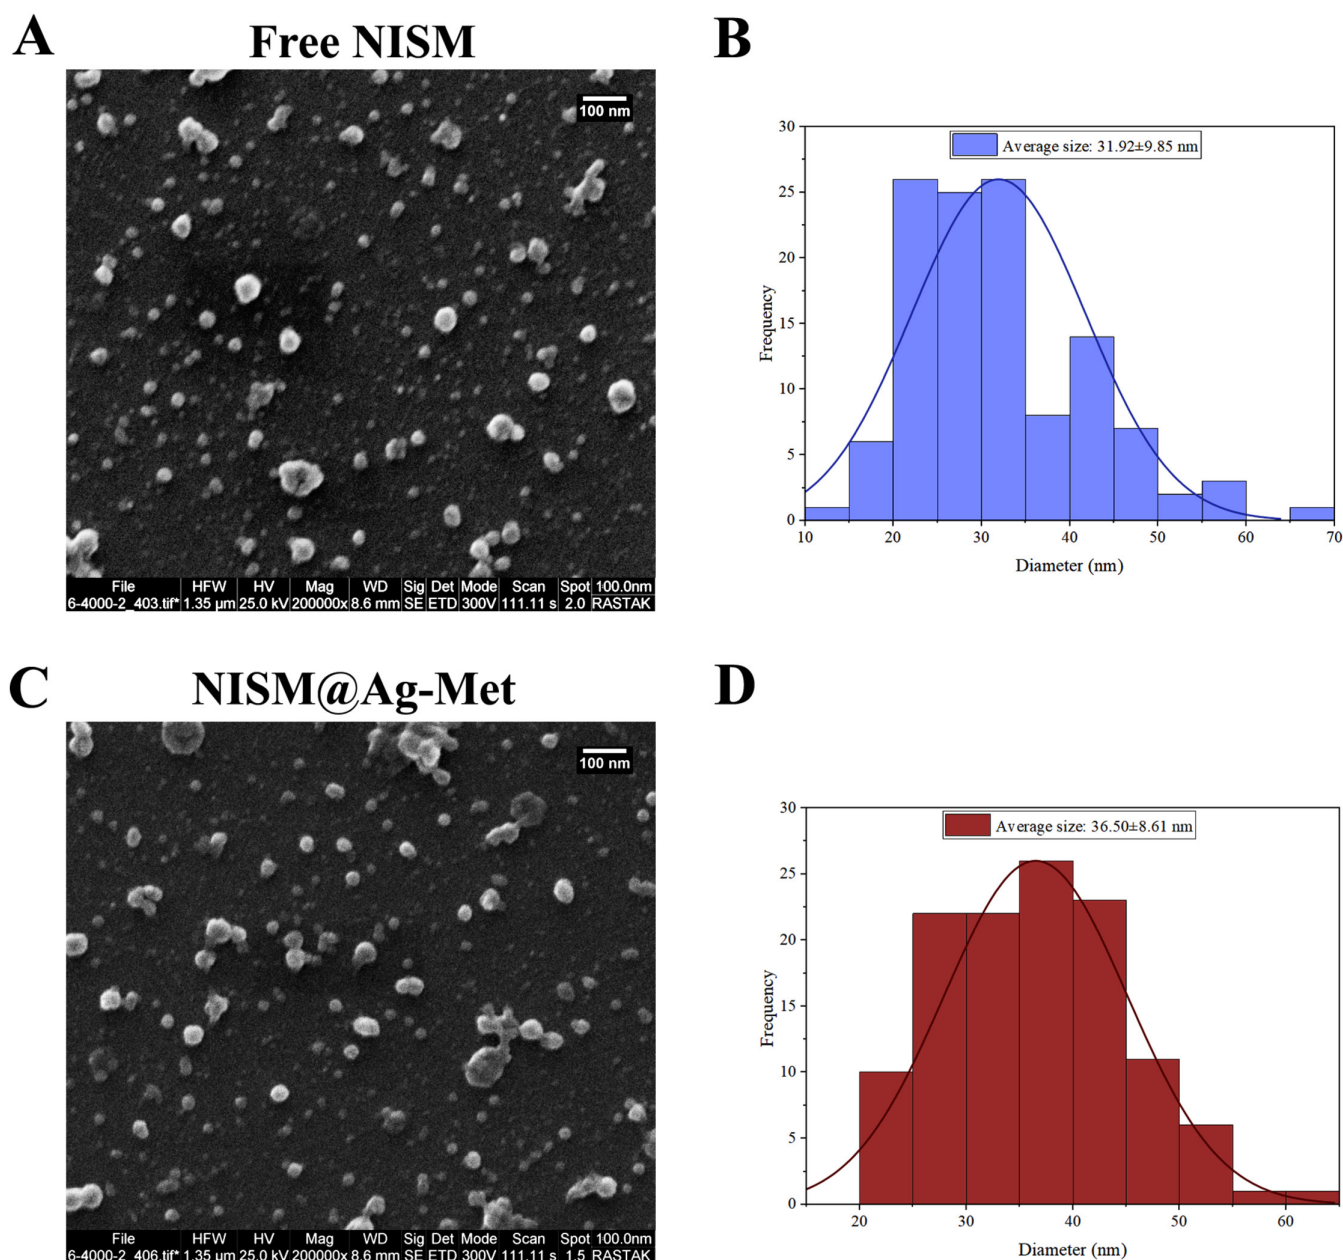 A
Free NISM
100 nm
File HFW HV Mag WD Sig Det Mode Scan Spot 100.0nm
6-4000-2_403.tif* 1.35 µm 25.0 kV 200000x 8.6 mm SE ETD 300V 111.11 s 2.0 RASTAK
B
Average size: 31.92±9.85 nm
30
25
20
15
10
5
0
Frequency
10 20 30 40 50 60 70
Diameter (nm)
C
NISM@Ag-Met
100 nm
File HFW HV Mag WD Sig Det Mode Scan Spot 100.0nm
6-4000-2_406.tif* 1.35 µm 25.0 kV 200000x 8.6 mm SE ETD 300V 111.11 s 1.5 RASTAK
D
Average size: 36.50±8.61 nm
30
25
20
15
10
5
0
Frequency
20 30 40 50 60
Diameter (nm)